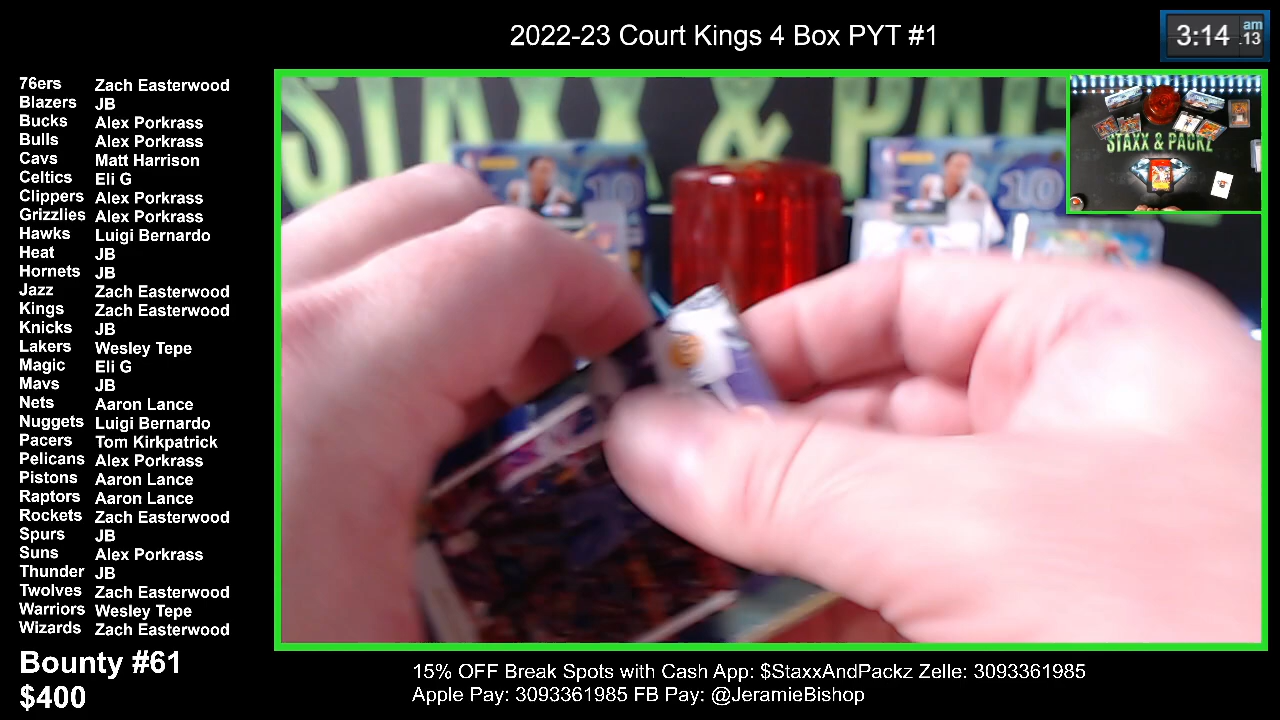 2022-23 Court Kings 4 Box PYT #1
3:14 am .13
76ers Zach Easterwood
Blazers JB
Bucks Alex Porkrass
Bulls Alex Porkrass
Cavs Matt Harrison
Celtics Eli G
Clippers Alex Porkrass
Grizzlies Alex Porkrass
Hawks Luigi Bernardo
Heat JB
Hornets JB
Jazz Zach Easterwood
Kings Zach Easterwood
Knicks JB
Lakers Wesley Tepe
Magic Eli G
Mavs JB
Nets Aaron Lance
Nuggets Luigi Bernardo
Pacers Tom Kirkpatrick
Pelicans Alex Porkrass
Pistons Aaron Lance
Raptors Aaron Lance
Rockets Zach Easterwood
Spurs JB
Suns Alex Porkrass
Thunder JB
Twolves Zach Easterwood
Warriors Wesley Tepe
Wizards Zach Easterwood
Bounty #61
$400
STAXX & PAC
10
10
STAXX & PACKZ
15% OFF Break Spots with Cash App: $StaxxAndPackz Zelle: 3093361985
Apple Pay: 3093361985 FB Pay: @JeramieBishop